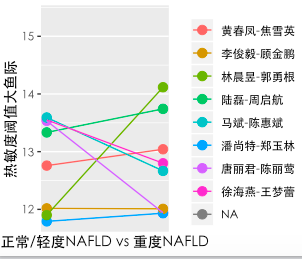 热敏度阈值大鱼际
15
14
13
12
正常/轻度NAFLD vs 重度NAFLD
黄春凤-焦雪英
李俊毅-顾金鹏
林晨昱-郭勇根
陆磊-周启航
马斌-陈惠斌
潘尚特-郑玉林
唐丽君-陈丽莺
徐海燕-王梦蕾
NA